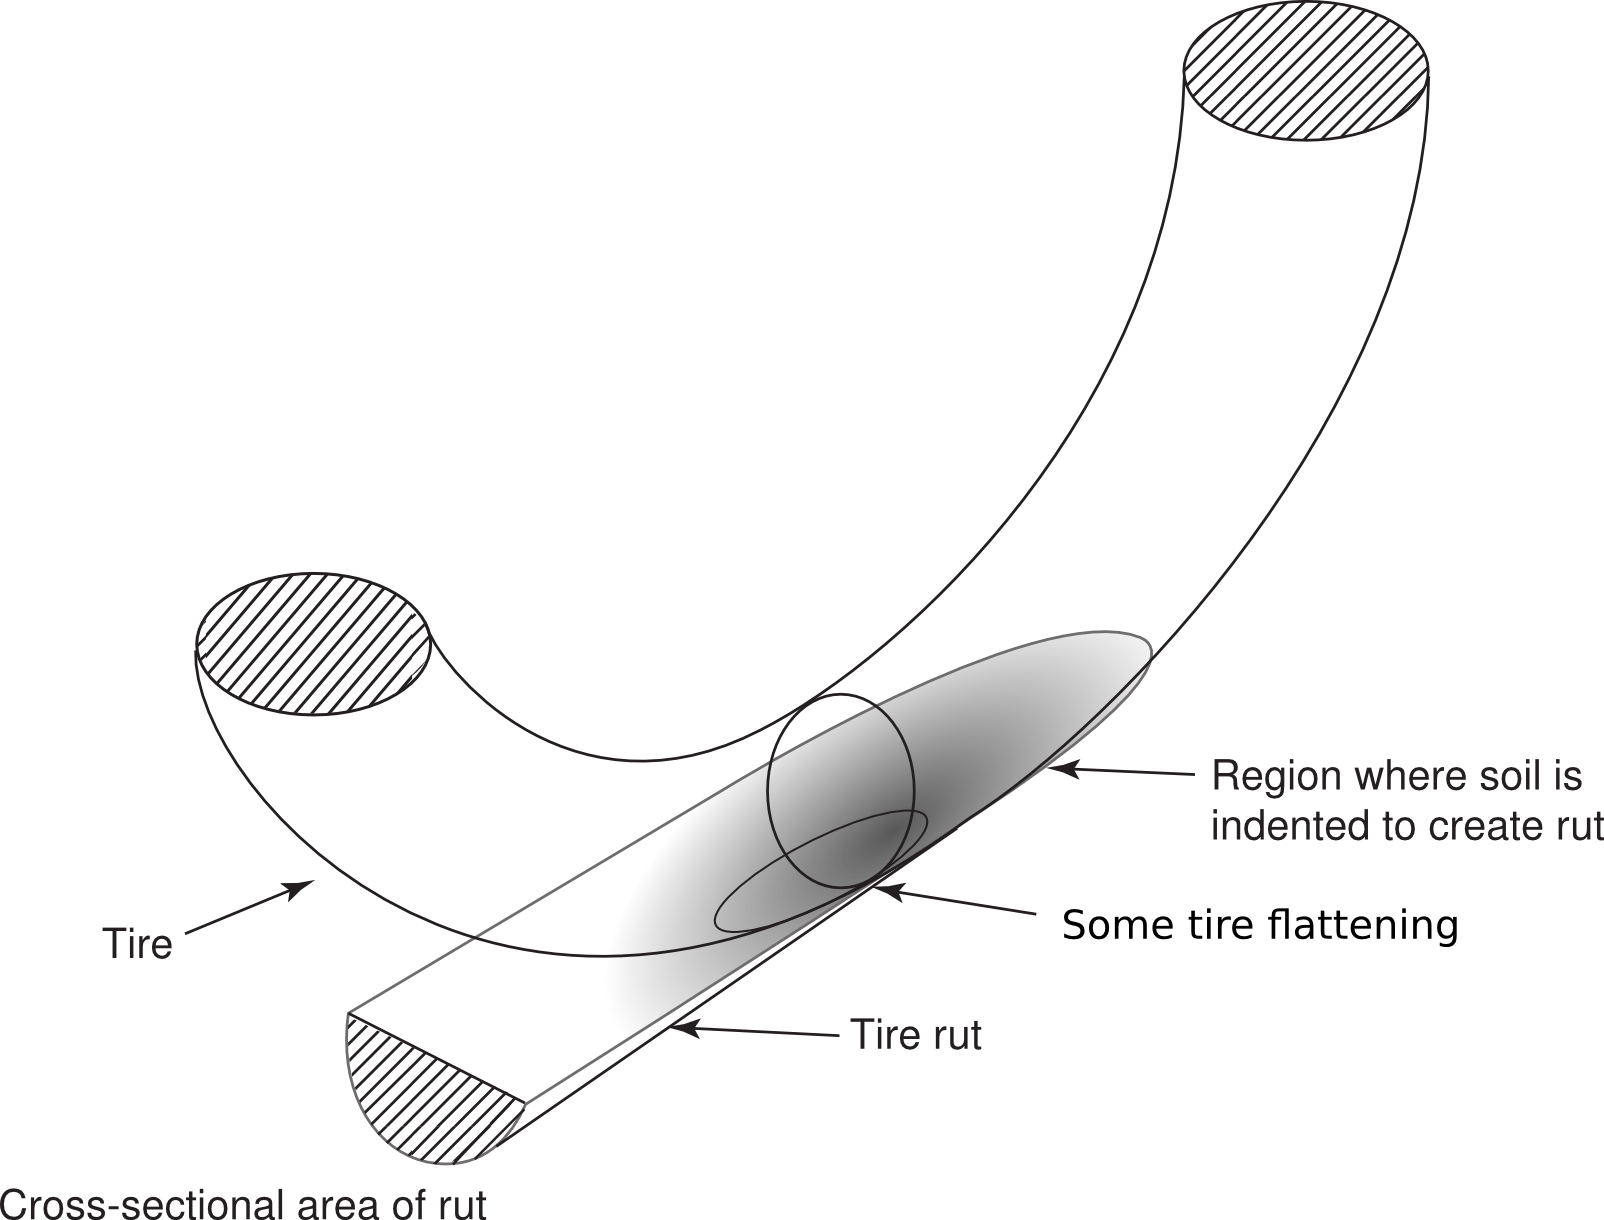 Region where soil is
indented to create rut
Some tire flattening
Tire
Tire rut
Cross-sectional area of rut